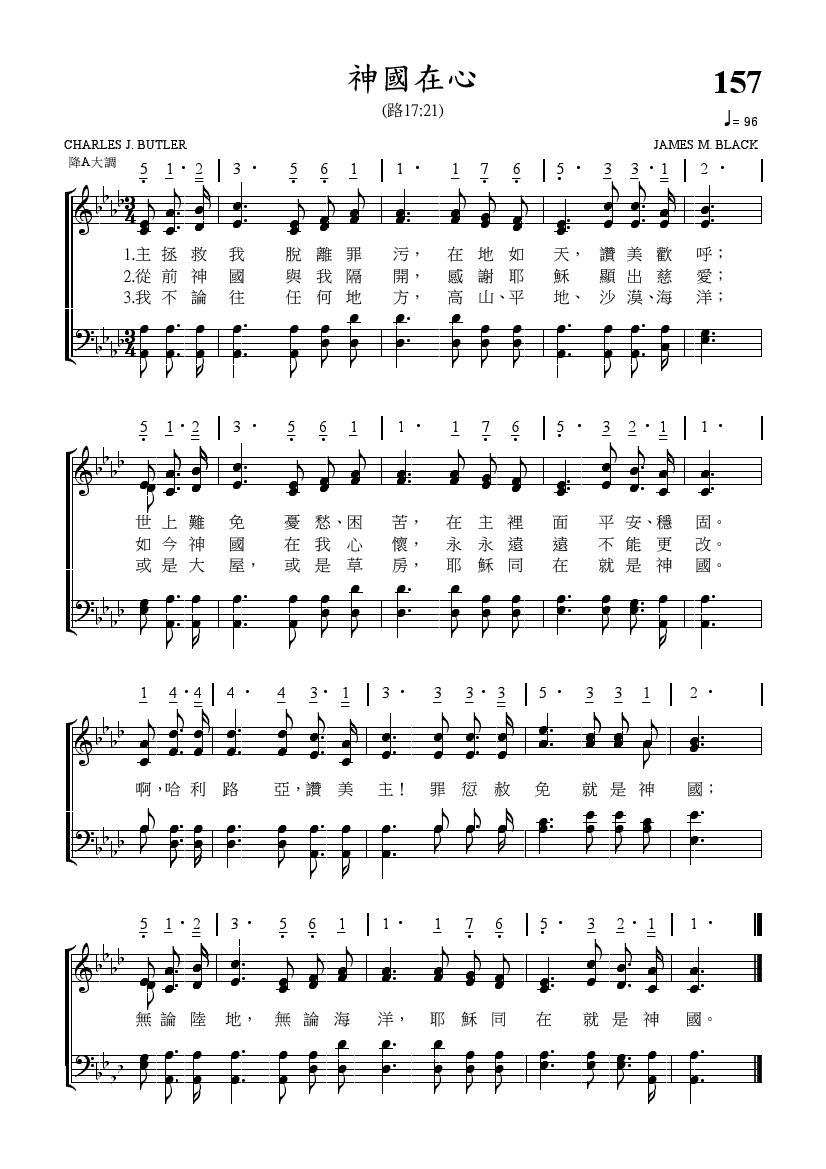 神國在心
157
(路17:21)
♩= 96
CHARLES J. BUTLER
JAMES M. BLACK
降A大調
5 1· 2 | 3· 5 6 1 | 1· 1 7 6 | 5· 3 3· 1 | 2· |
3 4
1.主拯救我 脫離罪污，在地如天，讚美歡呼；
2.從前神國 與我隔開，感謝耶穌 顯出慈愛；
3.我不論往 任何地方，高山、平地、沙漠、海洋；
3 4
5 1· 2 | 3· 5 6 1 | 1· 1 7 6 | 5· 3 2· 1 | 1· |
世上難免 憂愁、困苦，在主裡面 平安、穩固。
如今神國 在我心懷，永永遠遠 不能更改。
或是大屋，或是草房，耶穌同在 就是神國。
1 4· 4 | 4· 4 3· 1 | 3· 3 3· 3 | 5· 3 3 1 | 2· |
啊，哈利路亞，讚美主！罪愆赦免 就是神國；
5 1· 2 | 3· 5 6 1 | 1· 1 7 6 | 5· 3 2· 1 | 1·
無論陸地，無論海洋，耶穌同在 就是神國。